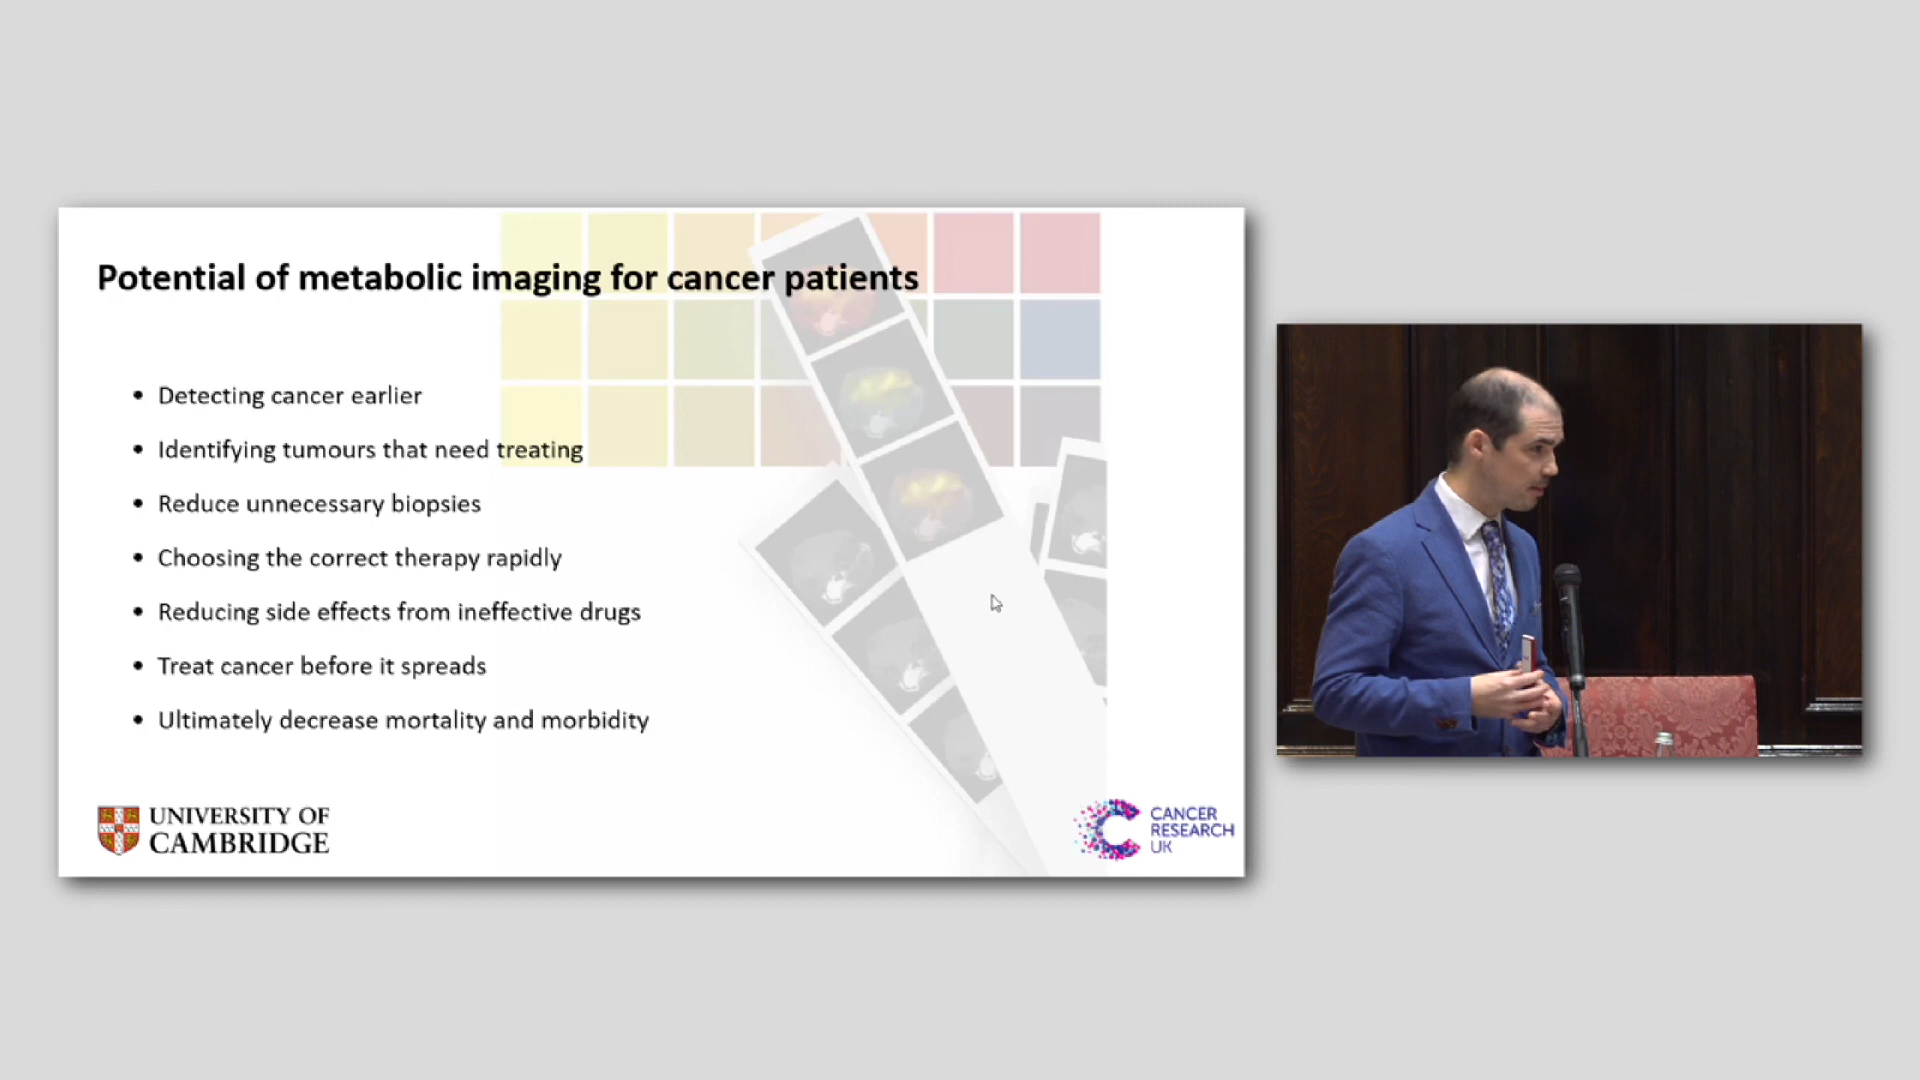 Potential of metabolic imaging for cancer patients
• Detecting cancer earlier
• Identifying tumours that need treating
• Reduce unnecessary biopsies
• Choosing the correct therapy rapidly
• Reducing side effects from ineffective drugs
• Treat cancer before it spreads
• Ultimately decrease mortality and morbidity
UNIVERSITY OF
CAMBRIDGE
CANCER
RESEARCH
UK